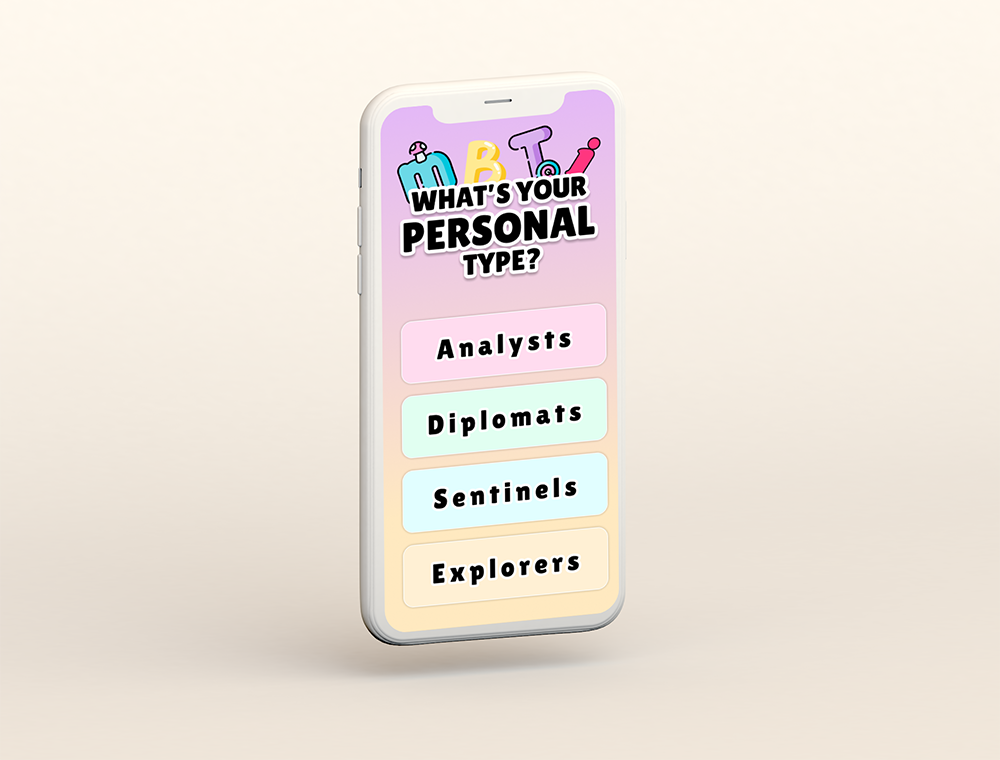 mBTi
WHAT'S YOUR
PERSONAL
TYPE?
Analysts
Diplomats
Sentinels
Explorers